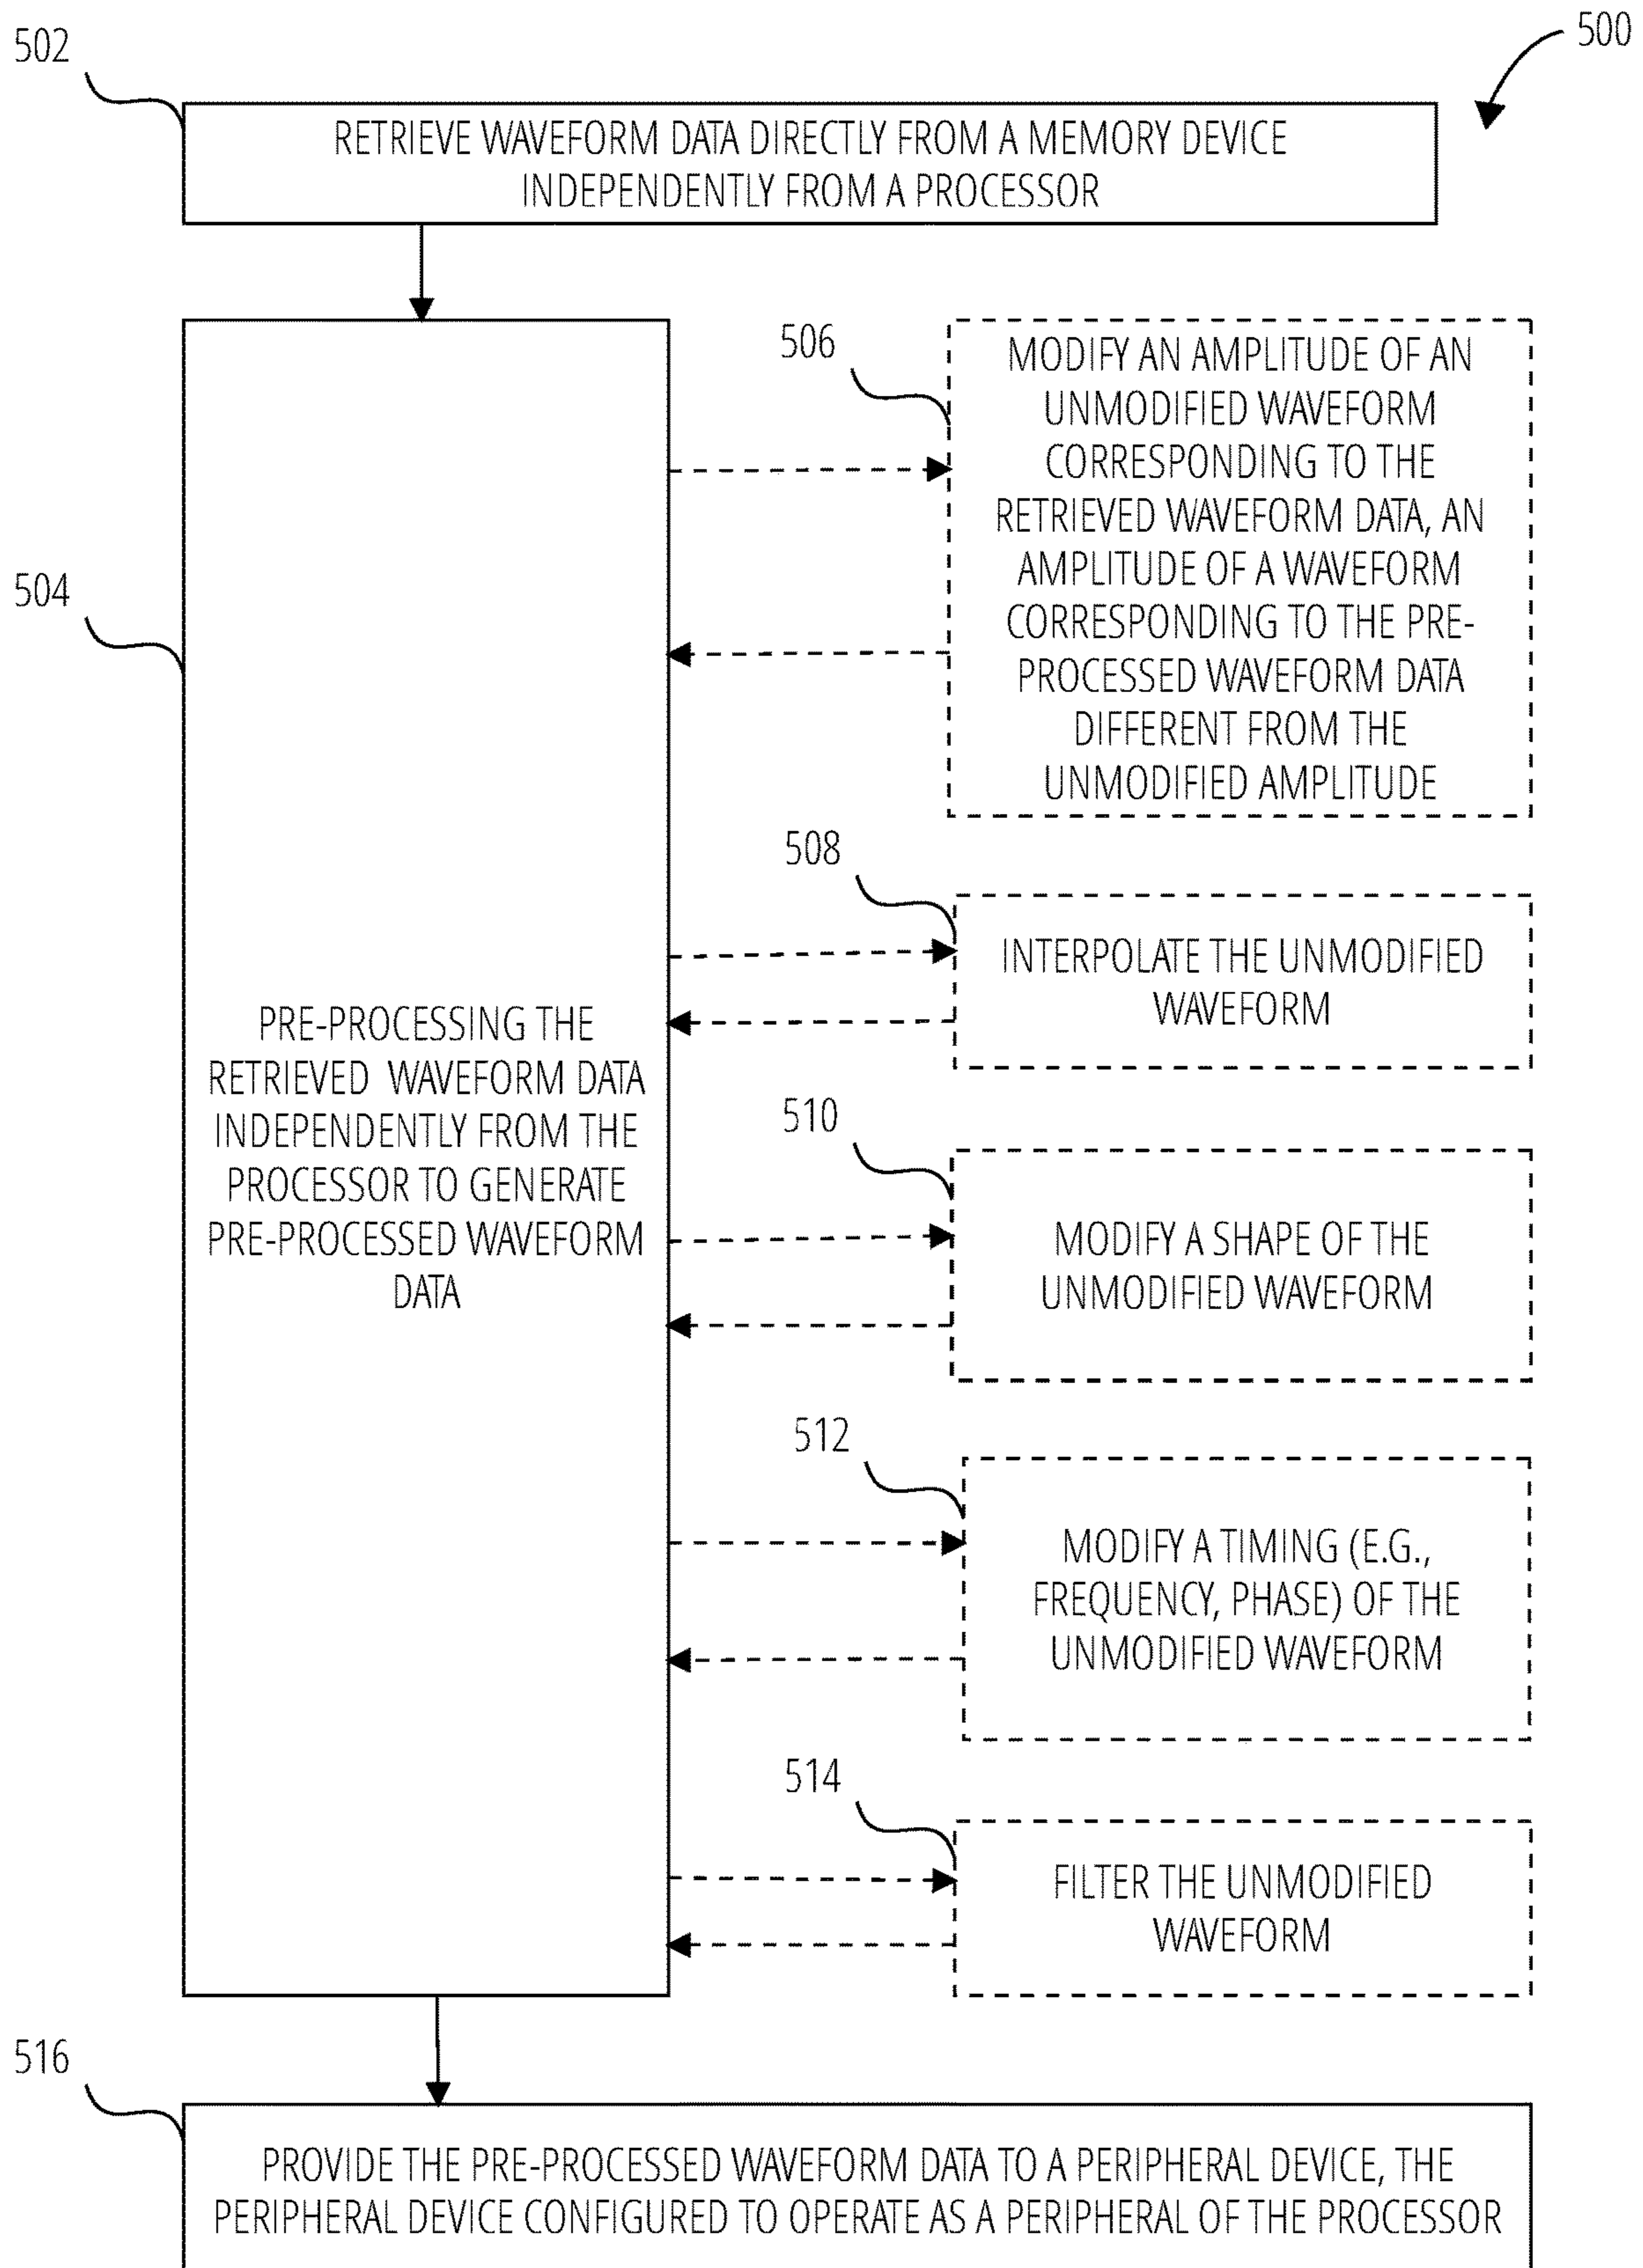 502
500
RETRIEVE WAVEFORM DATA DIRECTLY FROM A MEMORY DEVICE
INDEPENDENTLY FROM A PROCESSOR
506
MODIFY AN AMPLITUDE OF AN
UNMODIFIED WAVEFORM
CORRESPONDING TO THE
RETRIEVED WAVEFORM DATA, AN
AMPLITUDE OF A WAVEFORM
CORRESPONDING TO THE PRE-
PROCESSED WAVEFORM DATA
DIFFERENT FROM THE
UNMODIFIED AMPLITUDE
504
508
INTERPOLATE THE UNMODIFIED
WAVEFORM
PRE-PROCESSING THE
RETRIEVED WAVEFORM DATA
INDEPENDENTLY FROM THE
PROCESSOR TO GENERATE
PRE-PROCESSED WAVEFORM
DATA
510
MODIFY A SHAPE OF THE
UNMODIFIED WAVEFORM
512
MODIFY A TIMING (E.G.,
FREQUENCY, PHASE) OF THE
UNMODIFIED WAVEFORM
514
FILTER THE UNMODIFIED
WAVEFORM
516
PROVIDE THE PRE-PROCESSED WAVEFORM DATA TO A PERIPHERAL DEVICE, THE
PERIPHERAL DEVICE CONFIGURED TO OPERATE AS A PERIPHERAL OF THE PROCESSOR